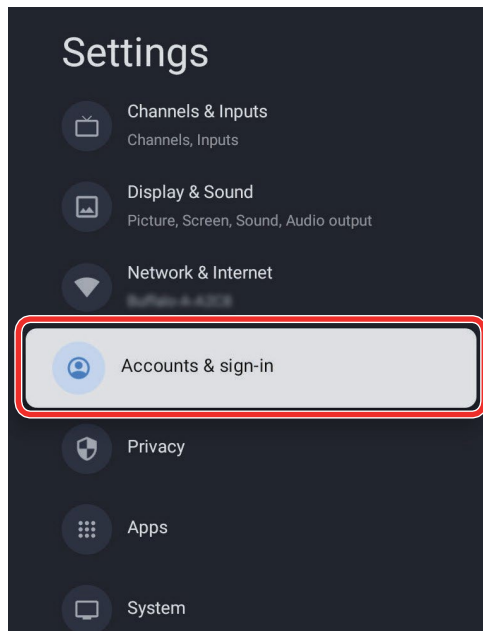 Settings
Channels & Inputs
Channels, Inputs
Display & Sound
Picture, Screen, Sound, Audio output
Network & Internet
Accounts & sign-in
Privacy
Apps
System